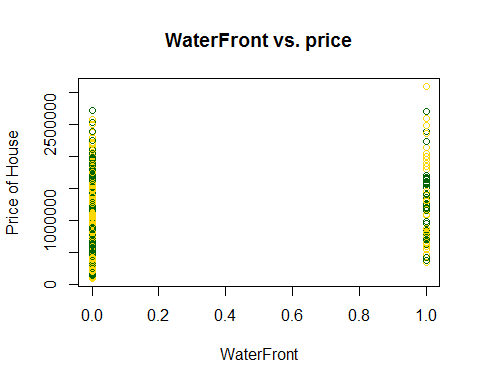 WaterFront vs. price
Price of House
2500000
1000000
0
0.0 0.2 0.4 0.6 0.8 1.0
WaterFront